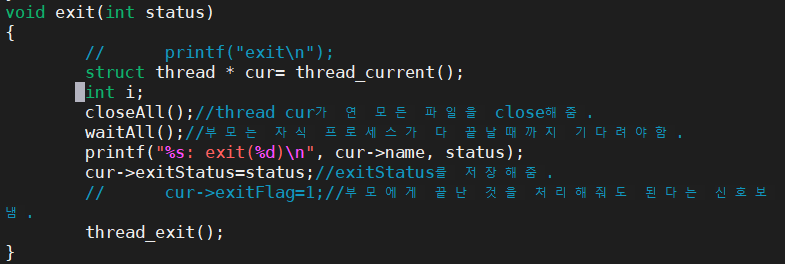 void exit(int status)
{
        //      printf("exit\n");
        struct thread * cur= thread_current();
        int i;
        closeAll();//thread cur가 연 모든 파일을 close해줌.
        waitAll();//부모는 자식 프로세스가 다 끝날때까지 기다려야함.
        printf("%s: exit(%d)\n", cur->name, status);
        cur->exitStatus=status;//exitStatus를 저장해줌.
        //      cur->exitFlag=1;//부모에게 끝난 것을 처리해줘도 된다는 신호보
냄.
        thread_exit();
}